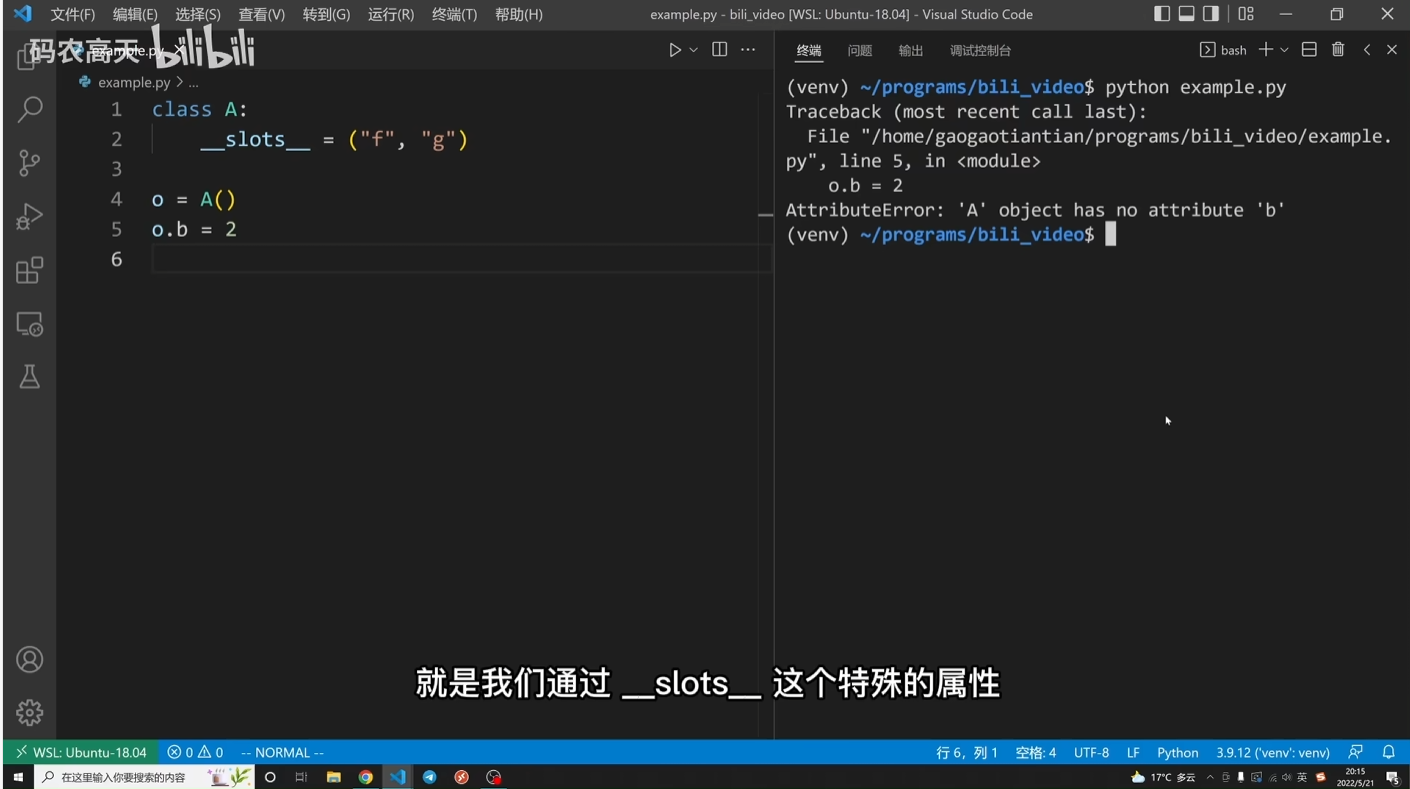 文件(F) 编辑(E) 选择(S) 查看(V) 转到(G) 运行(R) 终端(T) 帮助(H) example.py - bili_video [WSL: Ubuntu-18.04] - Visual Studio Code
码农高天 bilibili
example.py
example.py > ...
1 class A:
2 __slots__ = ("f", "g")
3
4 o = A()
5 o.b = 2
6
终端 问题 输出 调试控制台 bash
(venv) ~/programs/bili_video$ python example.py
Traceback (most recent call last):
File "/home/gaogaotiantian/programs/bili_video/example.
py", line 5, in <module>
o.b = 2
AttributeError: 'A' object has no attribute 'b'
(venv) ~/programs/bili_video$
就是我们通过 __slots__ 这个特殊的属性
WSL: Ubuntu-18.04 0 0 -- NORMAL -- 行 6，列 1 空格: 4 UTF-8 LF Python 3.9.12 ('venv': venv)
在这里输入你要搜索的内容 17°C 多云 英 20:15
2022/5/21 5